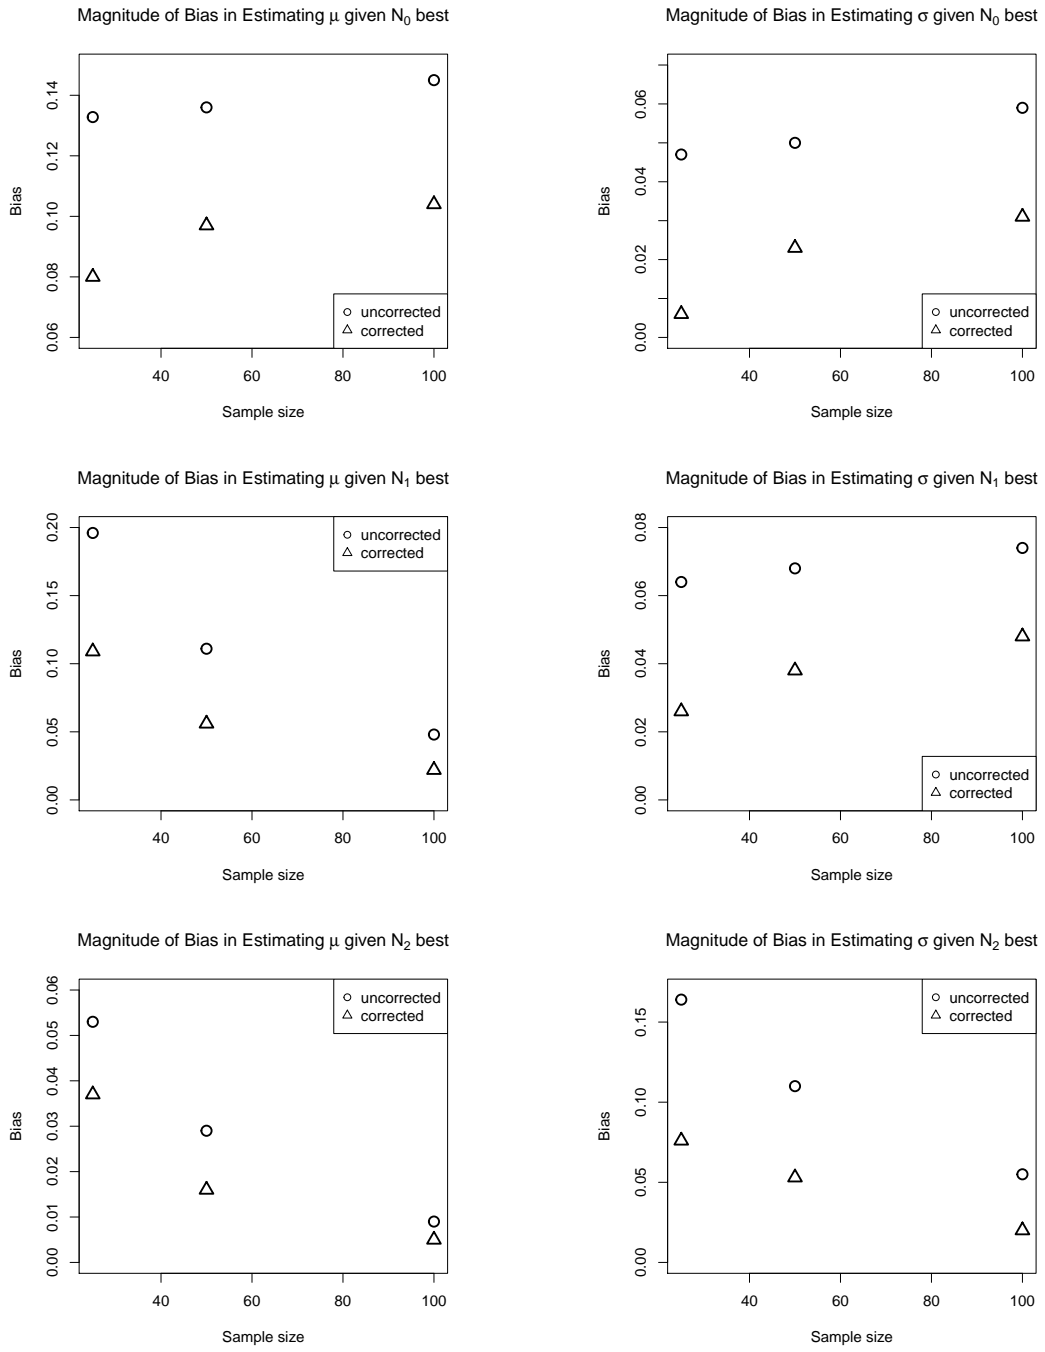 Magnitude of Bias in Estimating μ given N₀ best
0.14
0.12
0.10
0.08
0.06
Bias
uncorrected
corrected
40 60 80 100
Sample size
Magnitude of Bias in Estimating σ given N₀ best
0.06
0.04
0.02
0.00
Bias
uncorrected
corrected
40 60 80 100
Sample size
Magnitude of Bias in Estimating μ given N₁ best
0.20
0.15
0.10
0.05
0.00
Bias
uncorrected
corrected
40 60 80 100
Sample size
Magnitude of Bias in Estimating σ given N₁ best
0.08
0.06
0.04
0.02
0.00
Bias
uncorrected
corrected
40 60 80 100
Sample size
Magnitude of Bias in Estimating μ given N₂ best
0.06
0.05
0.04
0.03
0.02
0.01
0.00
Bias
uncorrected
corrected
40 60 80 100
Sample size
Magnitude of Bias in Estimating σ given N₂ best
0.15
0.10
0.05
0.00
Bias
uncorrected
corrected
40 60 80 100
Sample size